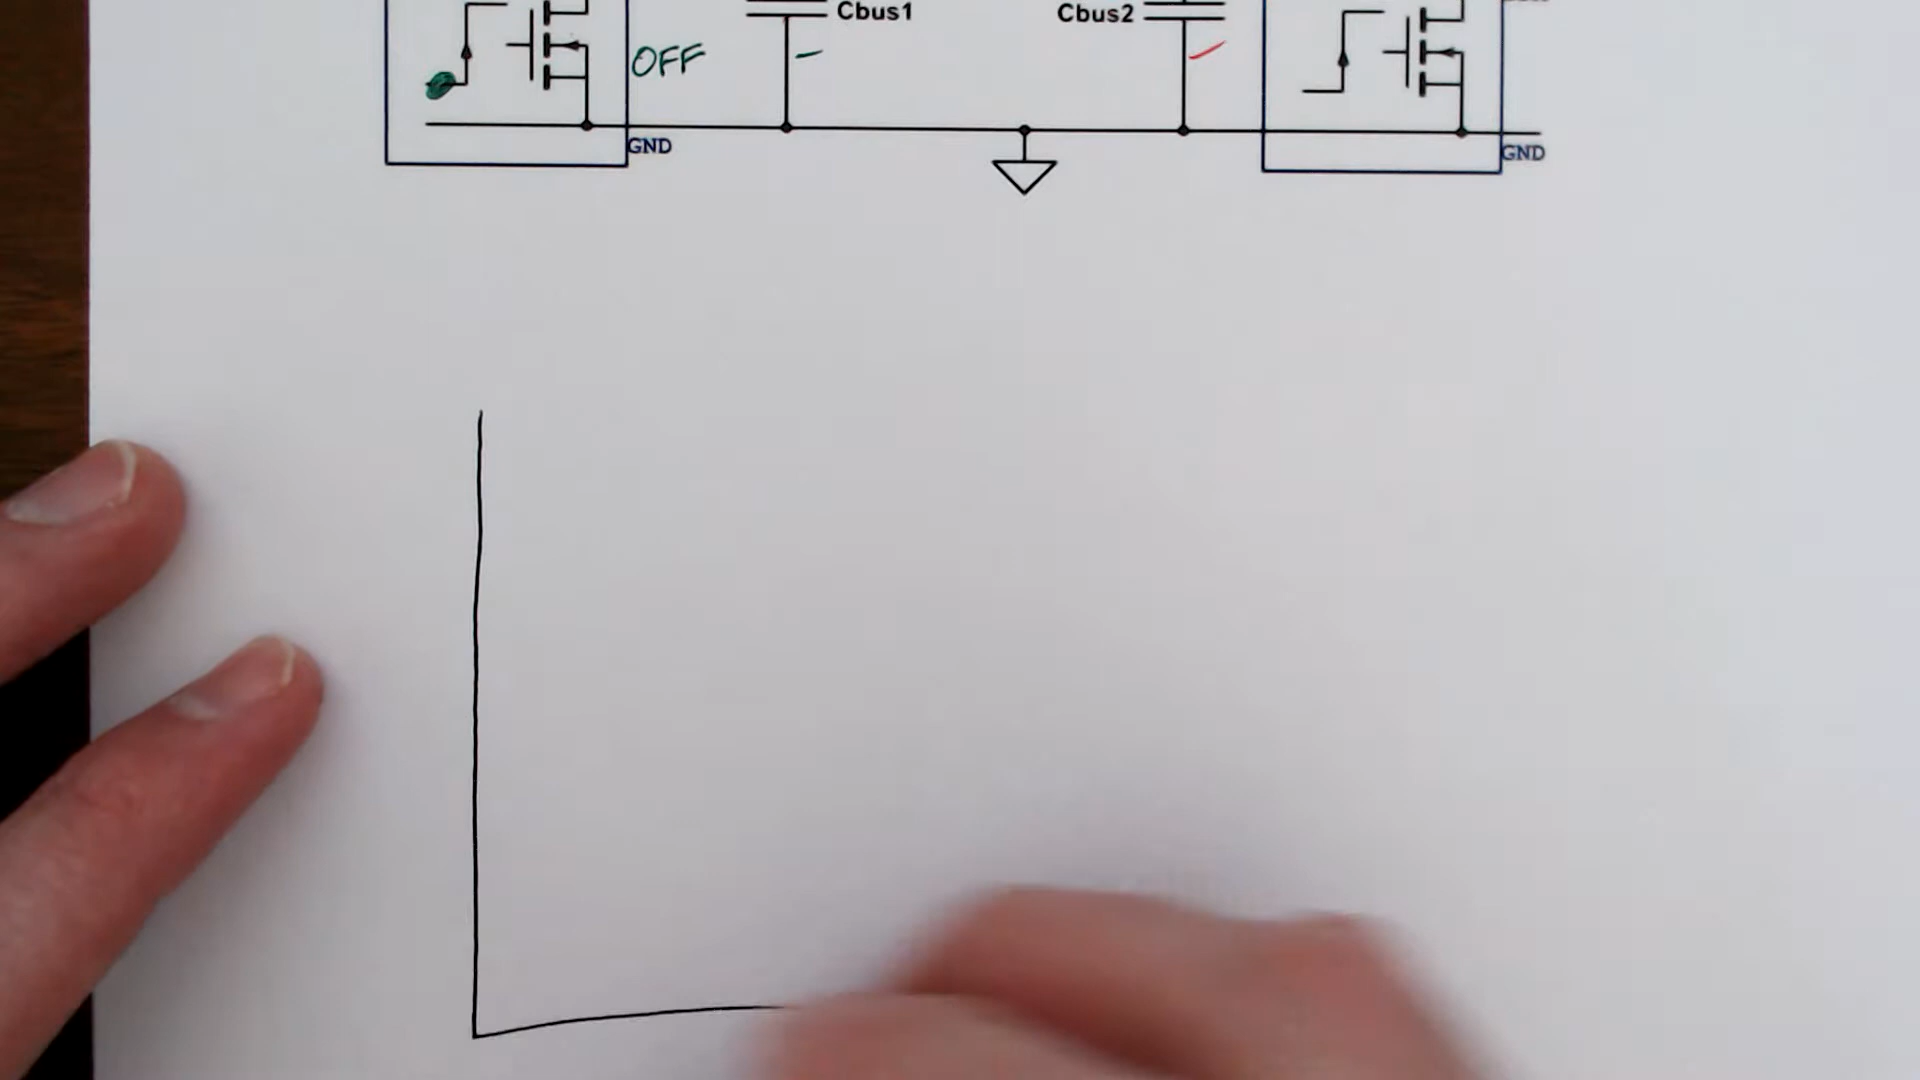 Cbus1
Cbus2
OFF
GND
GND